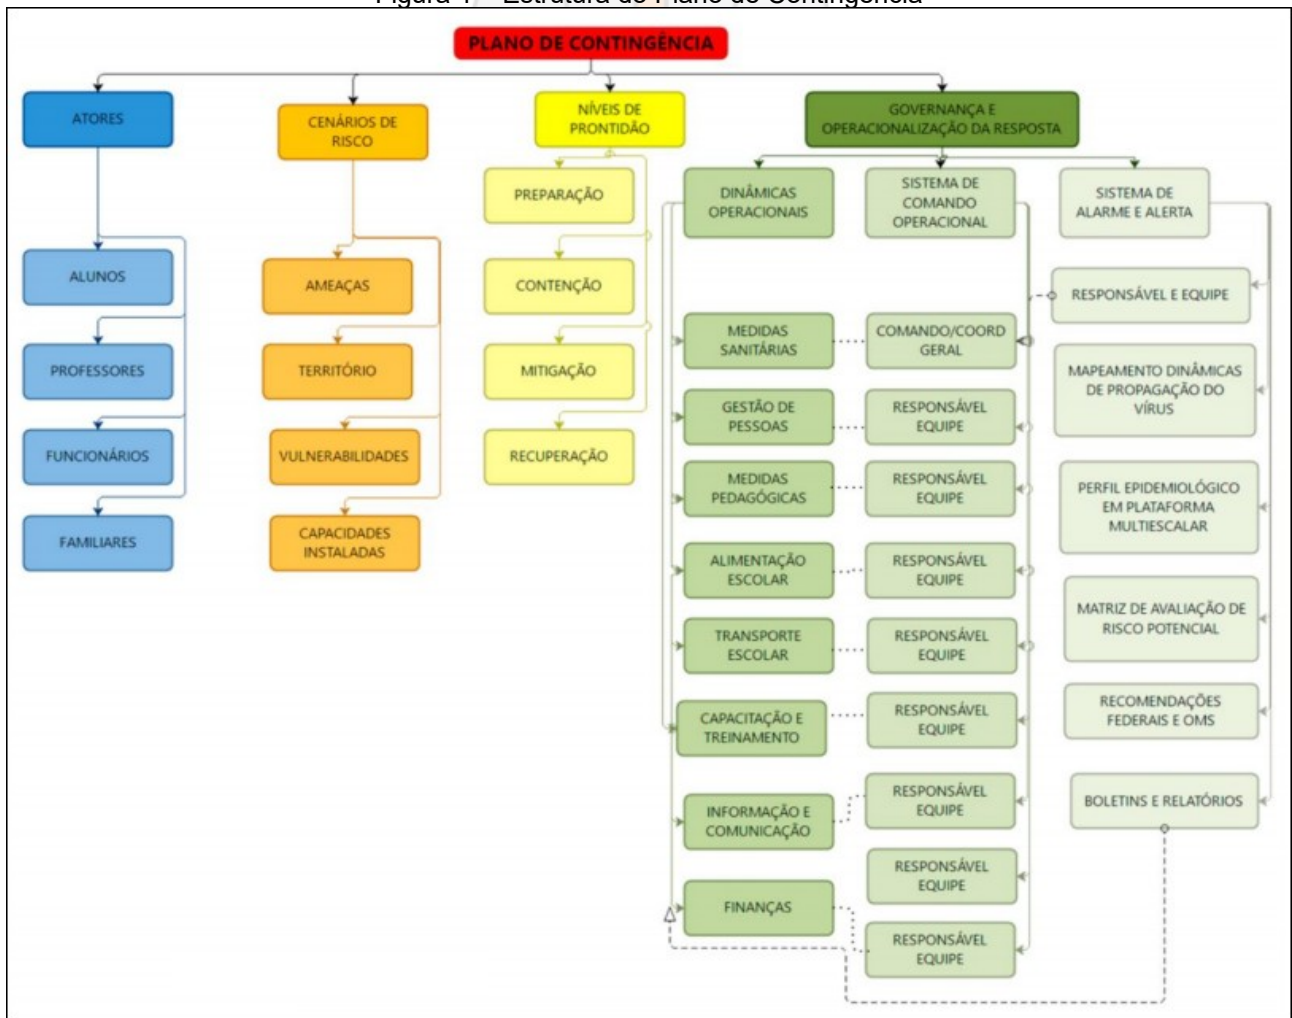 PLANO DE CONTINGÊNCIA
ATORES
ALUNOS
PROFESSORES
FUNCIONÁRIOS
FAMILIARES
CENÁRIOS DE
RISCO
AMEAÇAS
TERRITÓRIO
VULNERABILIDADES
CAPACIDADES
INSTALADAS
NÍVEIS DE
PRONTIDÃO
PREPARAÇÃO
CONTENÇÃO
MITIGAÇÃO
RECUPERAÇÃO
GOVERNANÇA E
OPERACIONALIZAÇÃO DA RESPOSTA
DINÂMICAS
OPERACIONAIS
MEDIDAS
SANITÁRIAS
GESTÃO DE
PESSOAS
MEDIDAS
PEDAGÓGICAS
ALIMENTAÇÃO
ESCOLAR
TRANSPORTE
ESCOLAR
CAPACITAÇÃO E
TREINAMENTO
INFORMAÇÃO E
COMUNICAÇÃO
FINANÇAS
SISTEMA DE
COMANDO
OPERACIONAL
COMANDO/COORD
GERAL
RESPONSÁVEL
EQUIPE
RESPONSÁVEL
EQUIPE
RESPONSÁVEL
EQUIPE
RESPONSÁVEL
EQUIPE
RESPONSÁVEL
EQUIPE
RESPONSÁVEL
EQUIPE
RESPONSÁVEL
EQUIPE
RESPONSÁVEL
EQUIPE
SISTEMA DE
ALARME E ALERTA
RESPONSÁVEL E EQUIPE
MAPEAMENTO DINÂMICAS
DE PROPAGAÇÃO DO
VÍRUS
PERFIL EPIDEMIOLÓGICO
EM PLATAFORMA
MULTIESCALAR
MATRIZ DE AVALIAÇÃO DE
RISCO POTENCIAL
RECOMENDAÇÕES
FEDERAIS E OMS
BOLETINS E RELATÓRIOS